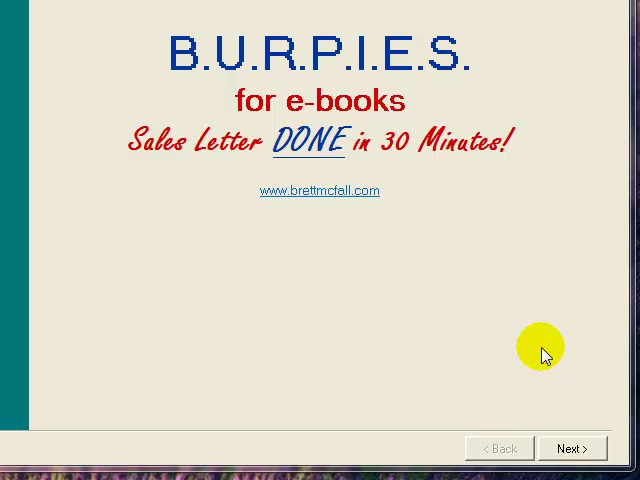 B.U.R.P.I.E.S.
for e-books
Sales Letter DONE in 30 Minutes!
www.brettmcfall.com
< Back Next >